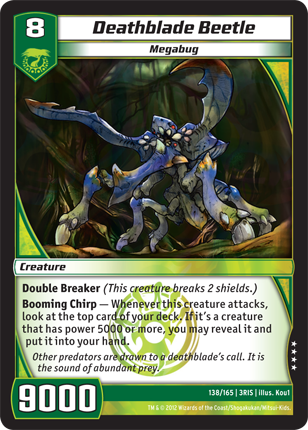 8
Deathblade Beetle
Megabug
Creature
Double Breaker (This creature breaks 2 shields.)
Booming Chirp — Whenever this creature attacks,
look at the top card of your deck. If it's a creature
that has power 5000 or more, you may reveal it and
put it into your hand.
Other predators are drawn to a deathblade's call. It is
the sound of abundant prey.
9000
138/165 | 3RIS | illus. Kou1
TM & © 2012 Wizards of the Coast/Shogakukan/Mitsui-Kids.